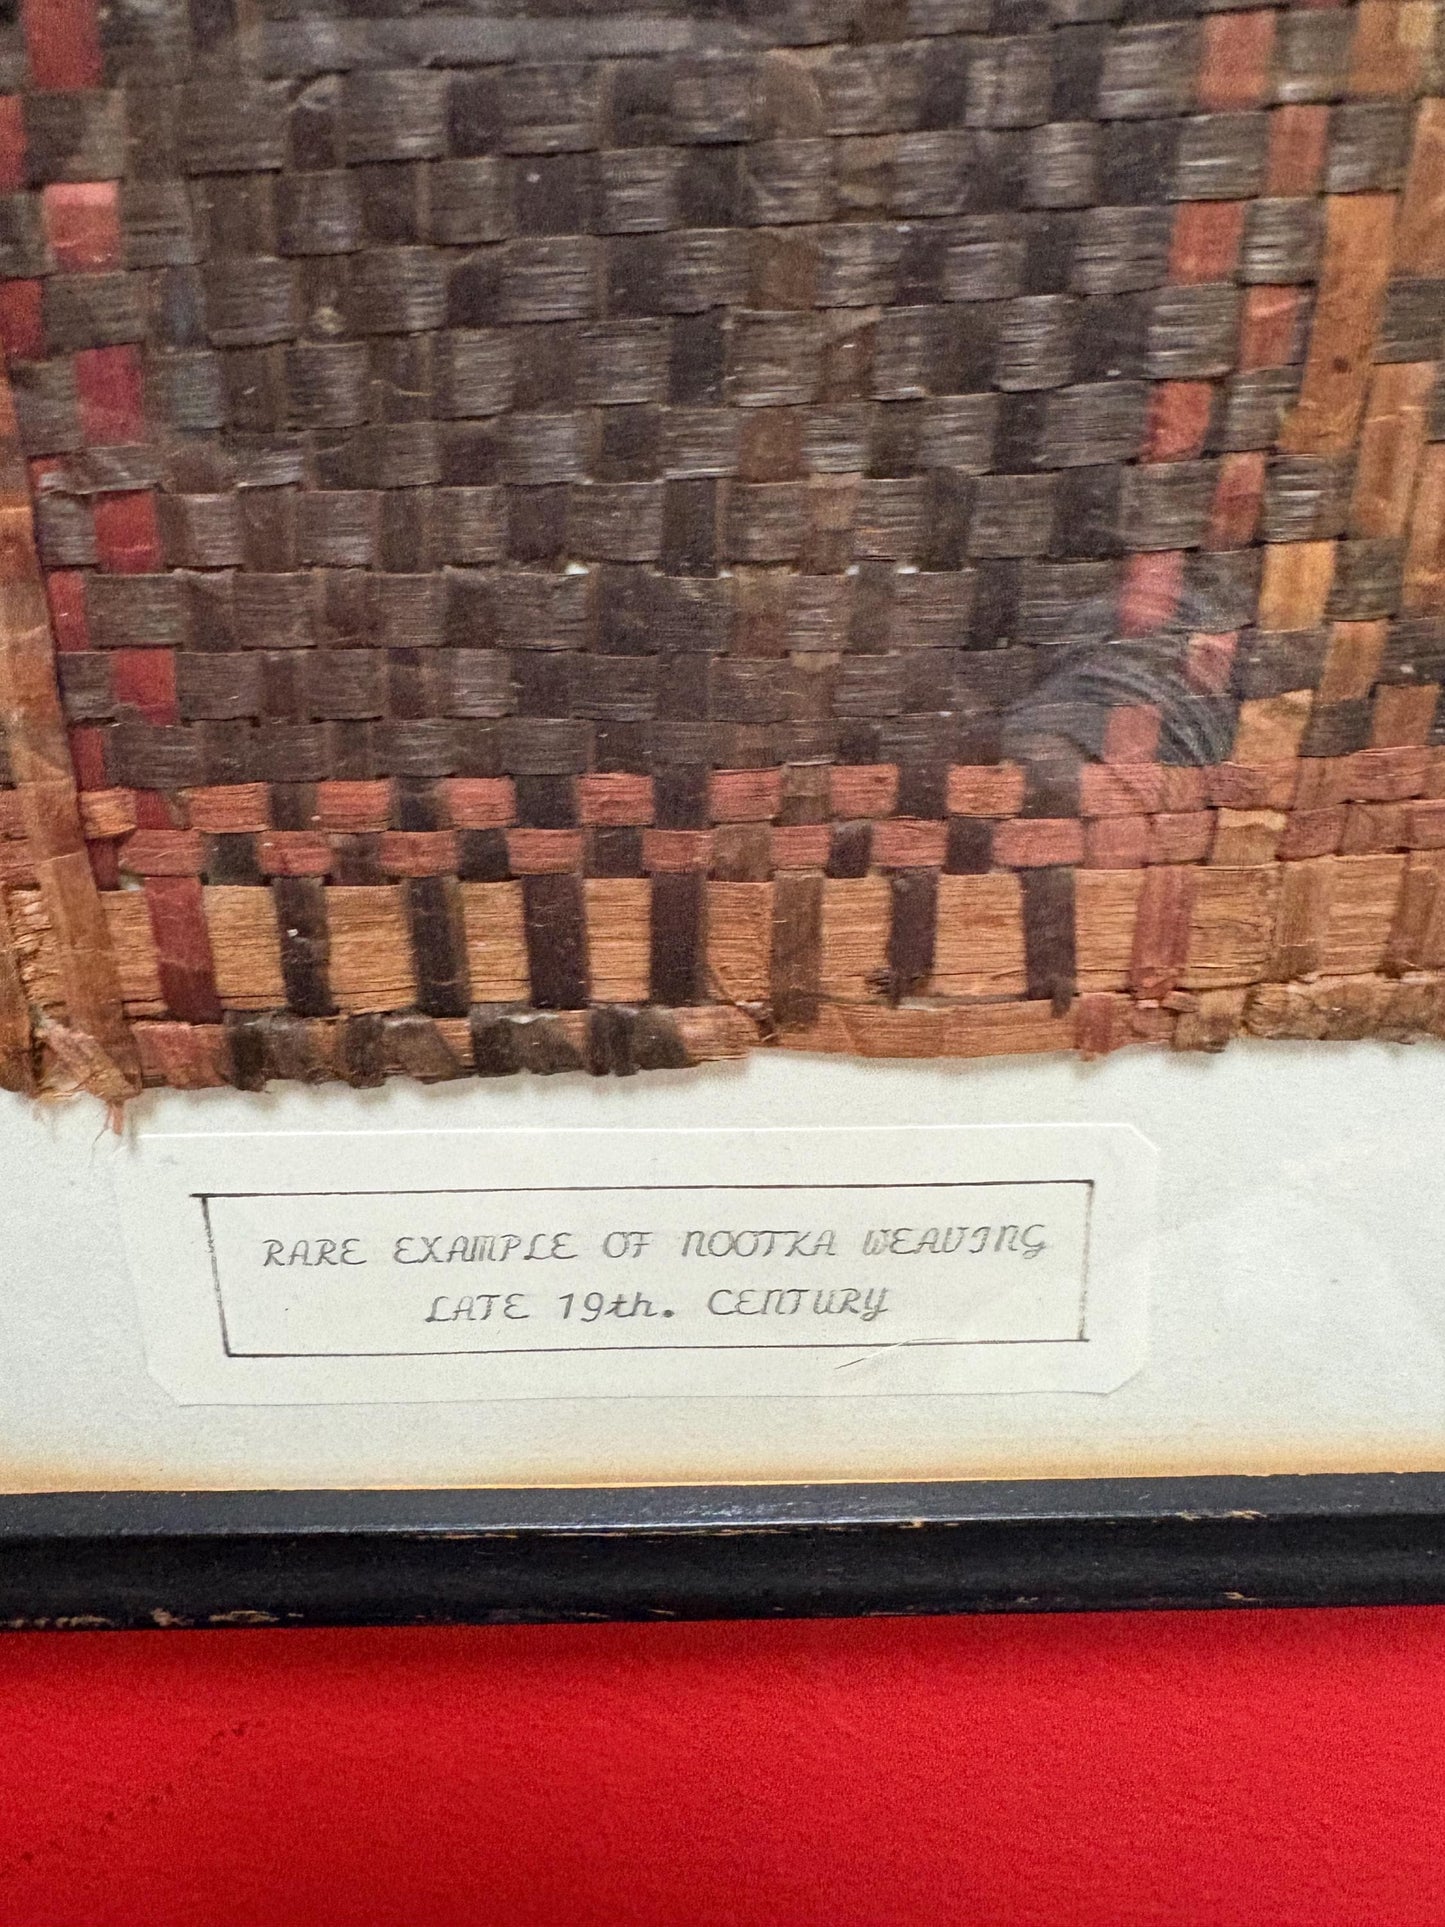 RARE EXAMPLE OF NOOTKA WEAVING
LATE 19th. CENTURY